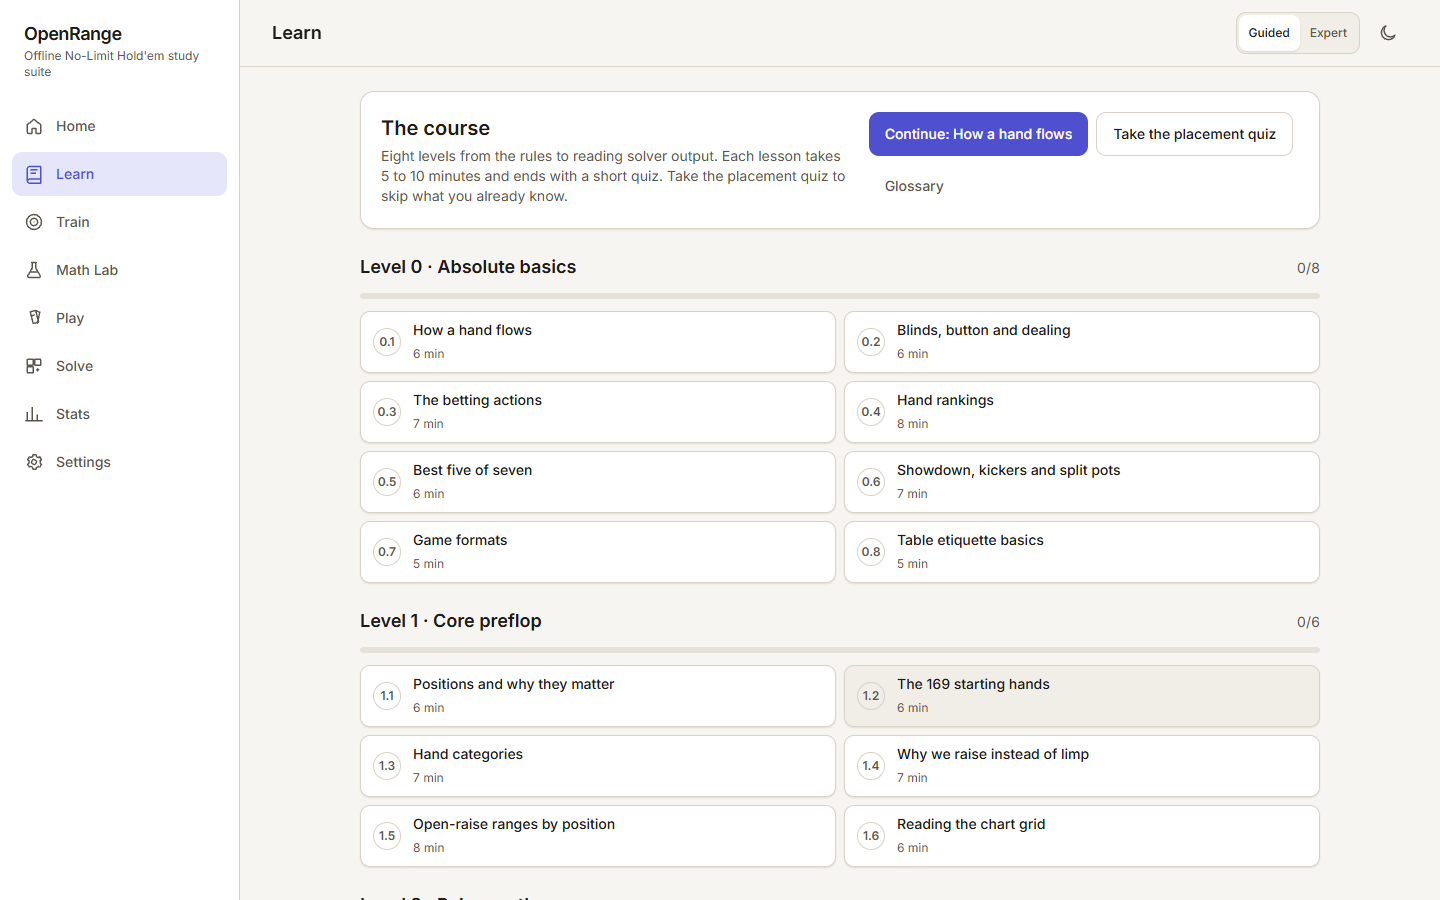 OpenRange
Offline No-Limit Hold'em study
suite
Home
Learn
Train
Math Lab
Play
Solve
Stats
Settings
Learn
Guided
Expert
The course
Eight levels from the rules to reading solver output. Each lesson takes
5 to 10 minutes and ends with a short quiz. Take the placement quiz to
skip what you already know.
Continue: How a hand flows
Take the placement quiz
Glossary
Level 0 · Absolute basics
0/8
0.1
How a hand flows
6 min
0.2
Blinds, button and dealing
6 min
0.3
The betting actions
7 min
0.4
Hand rankings
8 min
0.5
Best five of seven
6 min
0.6
Showdown, kickers and split pots
7 min
0.7
Game formats
5 min
0.8
Table etiquette basics
5 min
Level 1 · Core preflop
0/6
1.1
Positions and why they matter
6 min
1.2
The 169 starting hands
6 min
1.3
Hand categories
7 min
1.4
Why we raise instead of limp
7 min
1.5
Open-raise ranges by position
8 min
1.6
Reading the chart grid
6 min